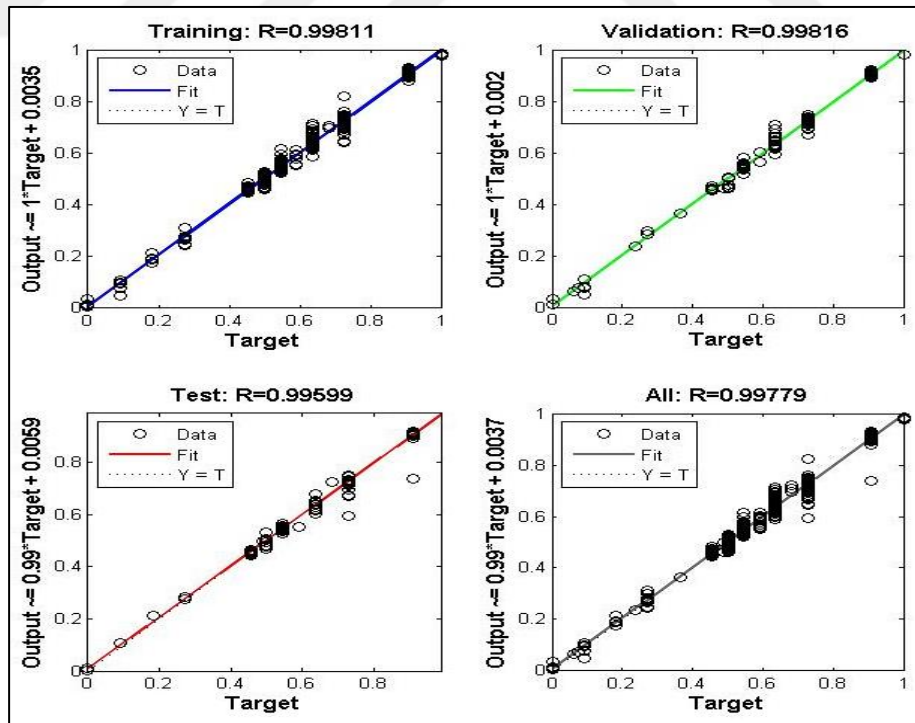 Training: R=0.99811
Output ~= 1*Target + 0.0035
1
0.8
0.6
0.4
0.2
0
Data
Fit
Y = T
0
0.2
0.4
0.6
0.8
1
Target
Validation: R=0.99816
Output ~= 1*Target + 0.002
1
0.8
0.6
0.4
0.2
0
Data
Fit
Y = T
0
0.2
0.4
0.6
0.8
1
Target
Test: R=0.99599
Output ~= 0.99*Target + 0.0059
0.8
0.6
0.4
0.2
0
Data
Fit
Y = T
0
0.2
0.4
0.6
0.8
Target
All: R=0.99779
Output ~= 0.99*Target + 0.0037
1
0.8
0.6
0.4
0.2
0
Data
Fit
Y = T
0
0.2
0.4
0.6
0.8
1
Target